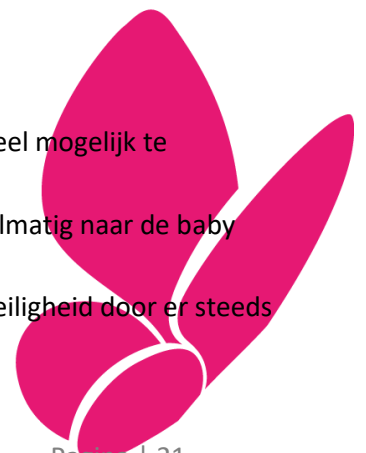 eel mogelijk te
lmatig naar de baby
eiligheid door er steeds